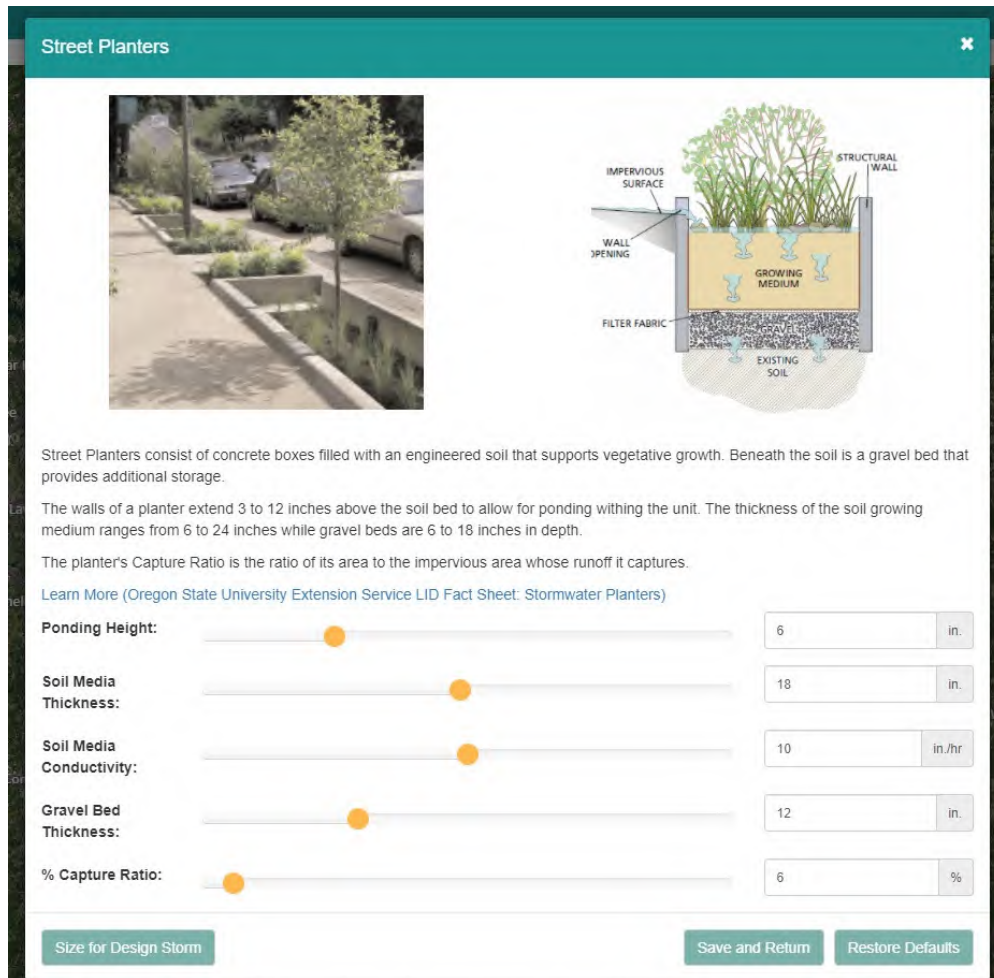 Street Planters
IMPERVIOUS
SURFACE
STRUCTURAL
WALL
WALL
OPENING
GROWING
MEDIUM
FILTER FABRIC
GRAVEL
EXISTING
SOIL
Street Planters consist of concrete boxes filled with an engineered soil that supports vegetative growth. Beneath the soil is a gravel bed that
provides additional storage.
The walls of a planter extend 3 to 12 inches above the soil bed to allow for ponding withing the unit. The thickness of the soil growing
medium ranges from 6 to 24 inches while gravel beds are 6 to 18 inches in depth.
The planter's Capture Ratio is the ratio of its area to the impervious area whose runoff it captures.
Learn More (Oregon State University Extension Service LID Fact Sheet: Stormwater Planters)
Ponding Height: 6 in.
Soil Media
Thickness: 18 in.
Soil Media
Conductivity: 10 in./hr
Gravel Bed
Thickness: 12 in.
% Capture Ratio: 6 %
Size for Design Storm Save and Return Restore Defaults